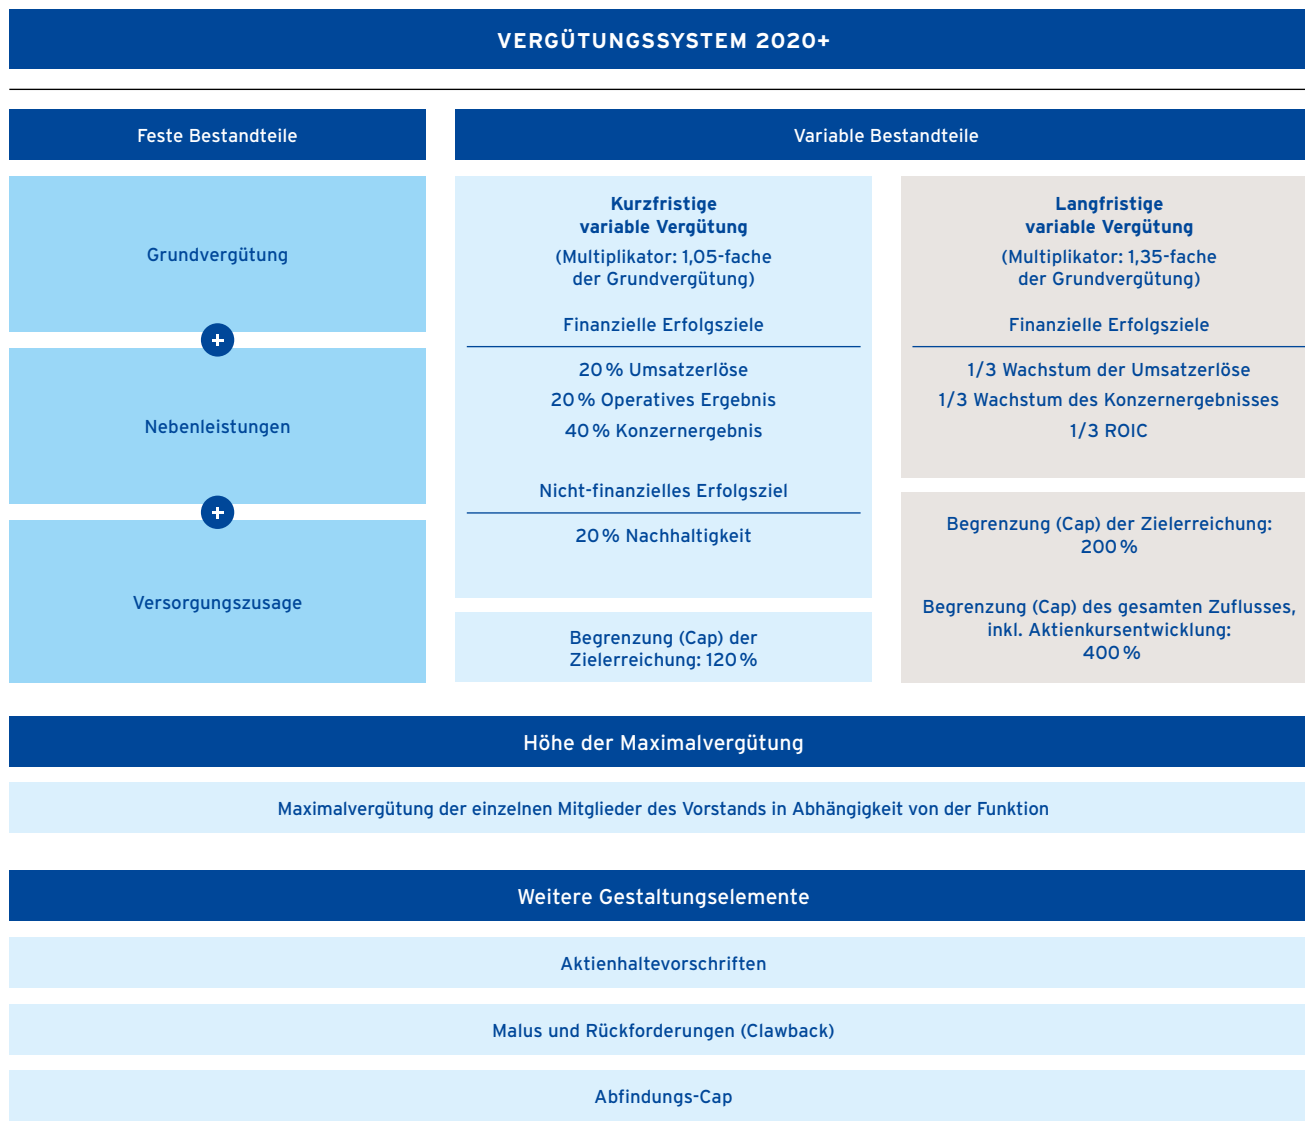 VERGÜTUNGSSYSTEM 2020+
Feste Bestandteile
Grundvergütung
+
Nebenleistungen
+
Versorgungszusage
Variable Bestandteile
Kurzfristige
variable Vergütung
(Multiplikator: 1,05-fache
der Grundvergütung)
Finanzielle Erfolgsziele
20 % Umsatzerlöse
20 % Operatives Ergebnis
40 % Konzernergebnis
Nicht-finanzielles Erfolgsziel
20 % Nachhaltigkeit
Begrenzung (Cap) der
Zielerreichung: 120 %
Langfristige
variable Vergütung
(Multiplikator: 1,35-fache
der Grundvergütung)
Finanzielle Erfolgsziele
1/3 Wachstum der Umsatzerlöse
1/3 Wachstum des Konzernergebnisses
1/3 ROIC
Begrenzung (Cap) der Zielerreichung:
200 %
Begrenzung (Cap) des gesamten Zuflusses,
inkl. Aktienkursentwicklung:
400 %
Höhe der Maximalvergütung
Maximalvergütung der einzelnen Mitglieder des Vorstands in Abhängigkeit von der Funktion
Weitere Gestaltungselemente
Aktienhaltevorschriften
Malus und Rückforderungen (Clawback)
Abfindungs-Cap